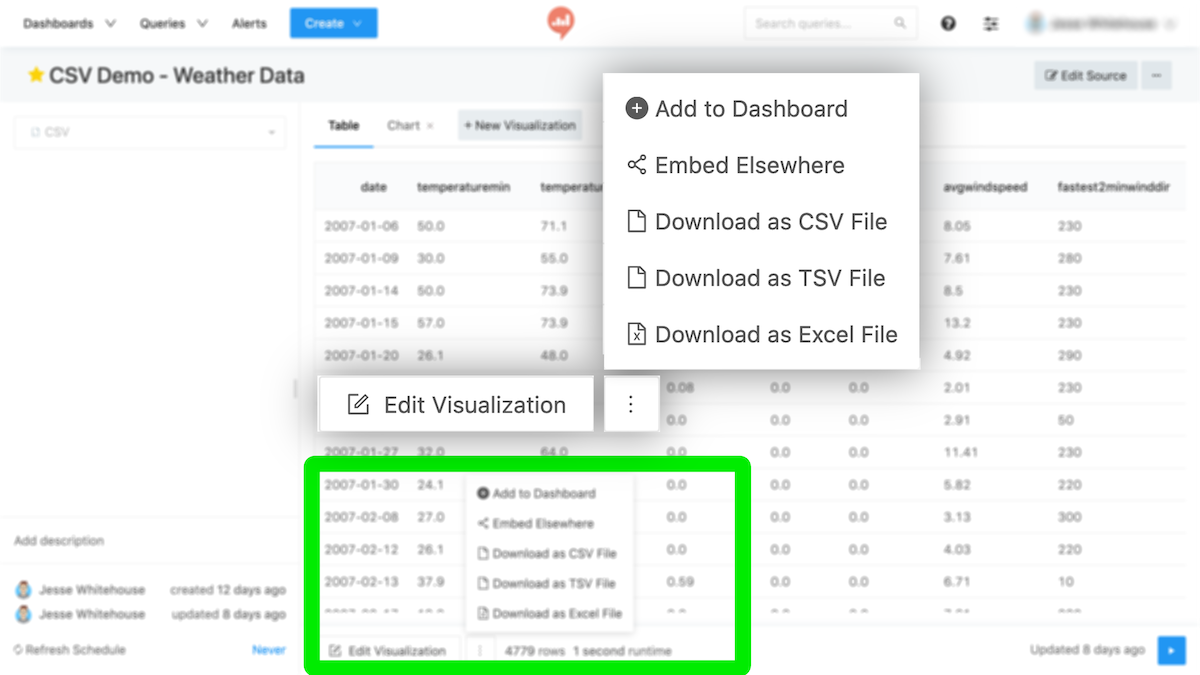 Dashboards Queries Alerts Create Search queries...
CSV Demo - Weather Data Edit Source
CSV
Table Chart × + New Visualization
date temperaturemin temperatu avgwindspeed fastest2minwinddir
2007-01-06 50.0 71.1 8.05 230
2007-01-09 30.0 55.0 7.61 280
2007-01-14 50.0 73.9 8.5 230
2007-01-15 57.0 73.9 13.2 230
2007-01-20 26.1 48.0 4.92 290
0.08 0.0 0.0 2.01 230
0.0 0.0 0.0 2.91 50
2007-01-27 32.0 64.0 0.0 0.0 0.0 11.41 230
2007-01-30 24.1 0.0 0.0 0.0 5.82 220
2007-02-08 27.0 0.0 0.0 0.0 3.13 300
2007-02-12 26.1 0.0 0.0 0.0 4.03 220
2007-02-13 37.9 0.59 0.0 0.0 6.71 10
Add to Dashboard
Embed Elsewhere
Download as CSV File
Download as TSV File
Download as Excel File
Edit Visualization
Add to Dashboard
Embed Elsewhere
Download as CSV File
Download as TSV File
Download as Excel File
Edit Visualization 4779 rows 1 second runtime
Add description
Jesse Whitehouse created 12 days ago
Jesse Whitehouse updated 8 days ago
Refresh Schedule Never
Updated 8 days ago